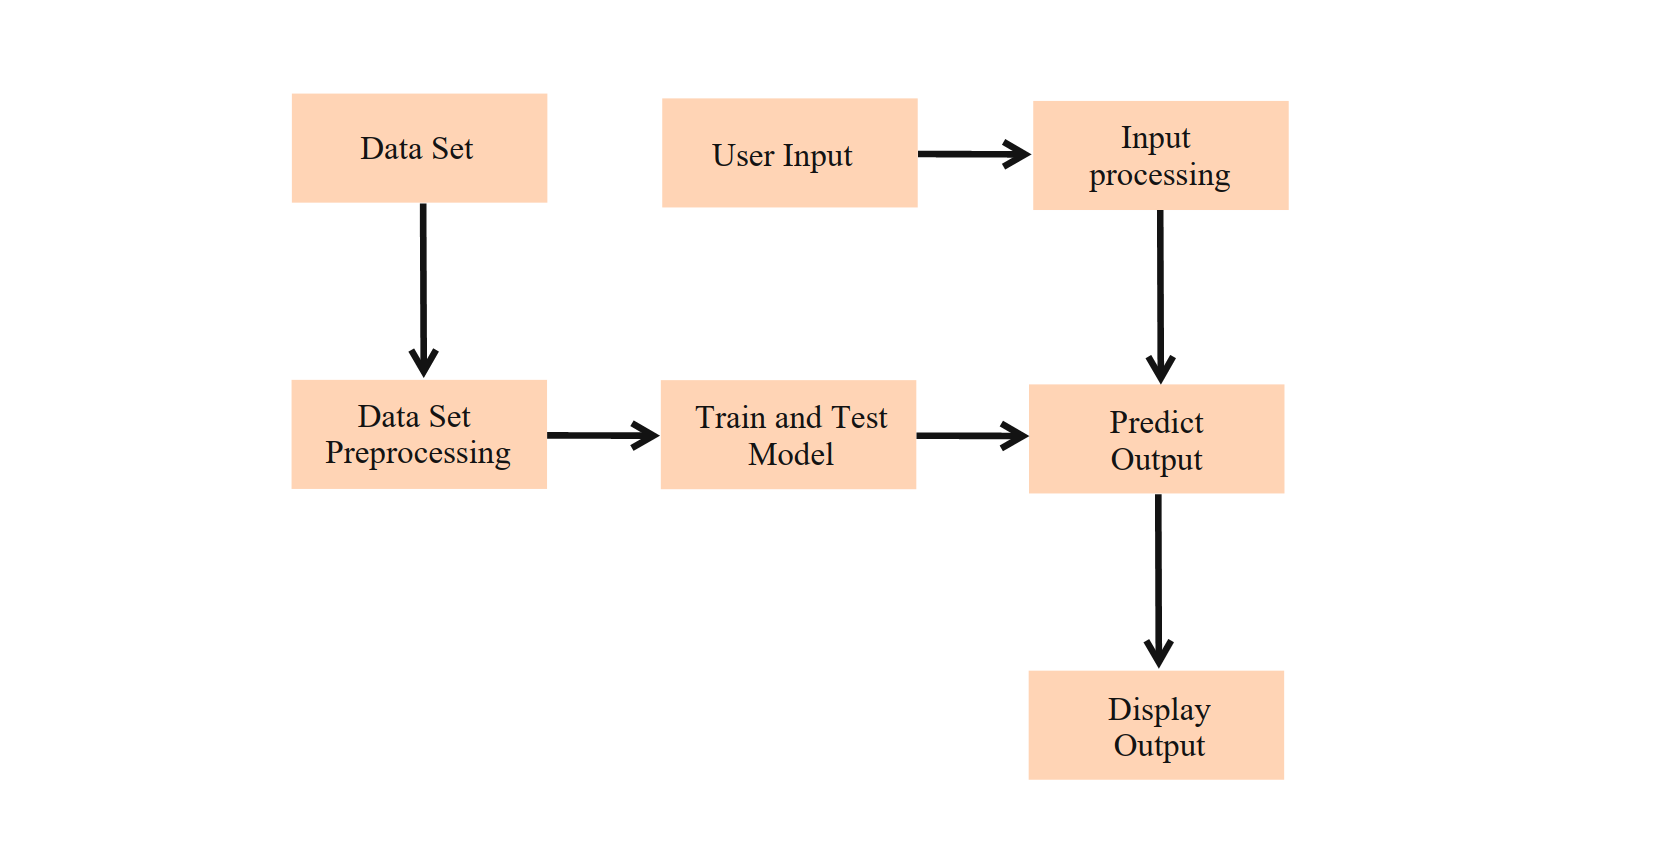 Data Set
User Input
Input
processing
Data Set
Preprocessing
Train and Test
Model
Predict
Output
Display
Output